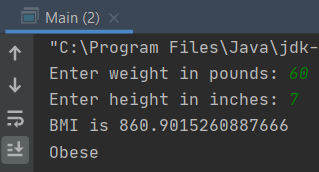 Main (2)
"C:\Program Files\Java\jdk-
Enter weight in pounds: 60
Enter height in inches: 7
BMI is 860.9015260887666
Obese